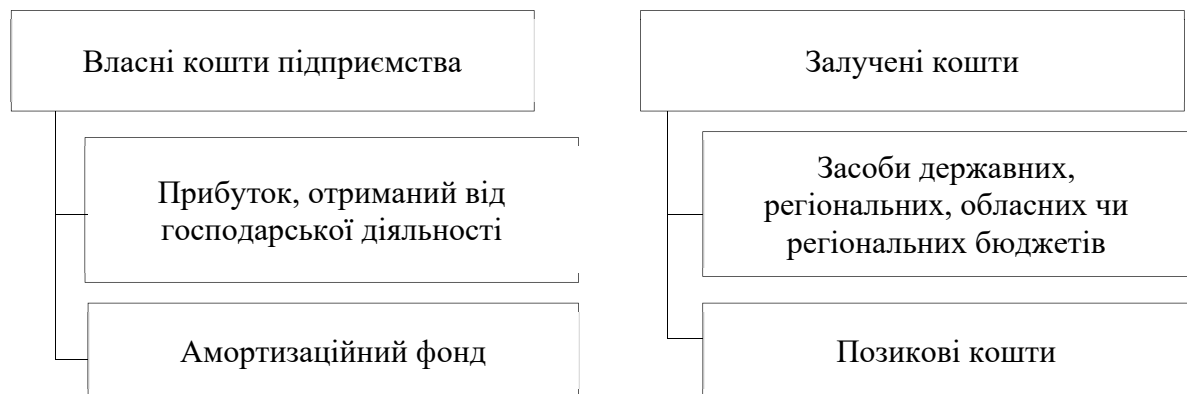 Власні кошти підприємства
Прибуток, отриманий від
господарської діяльності
Амортизаційний фонд
Залучені кошти
Засоби державних,
регіональних, обласних чи
регіональних бюджетів
Позикові кошти